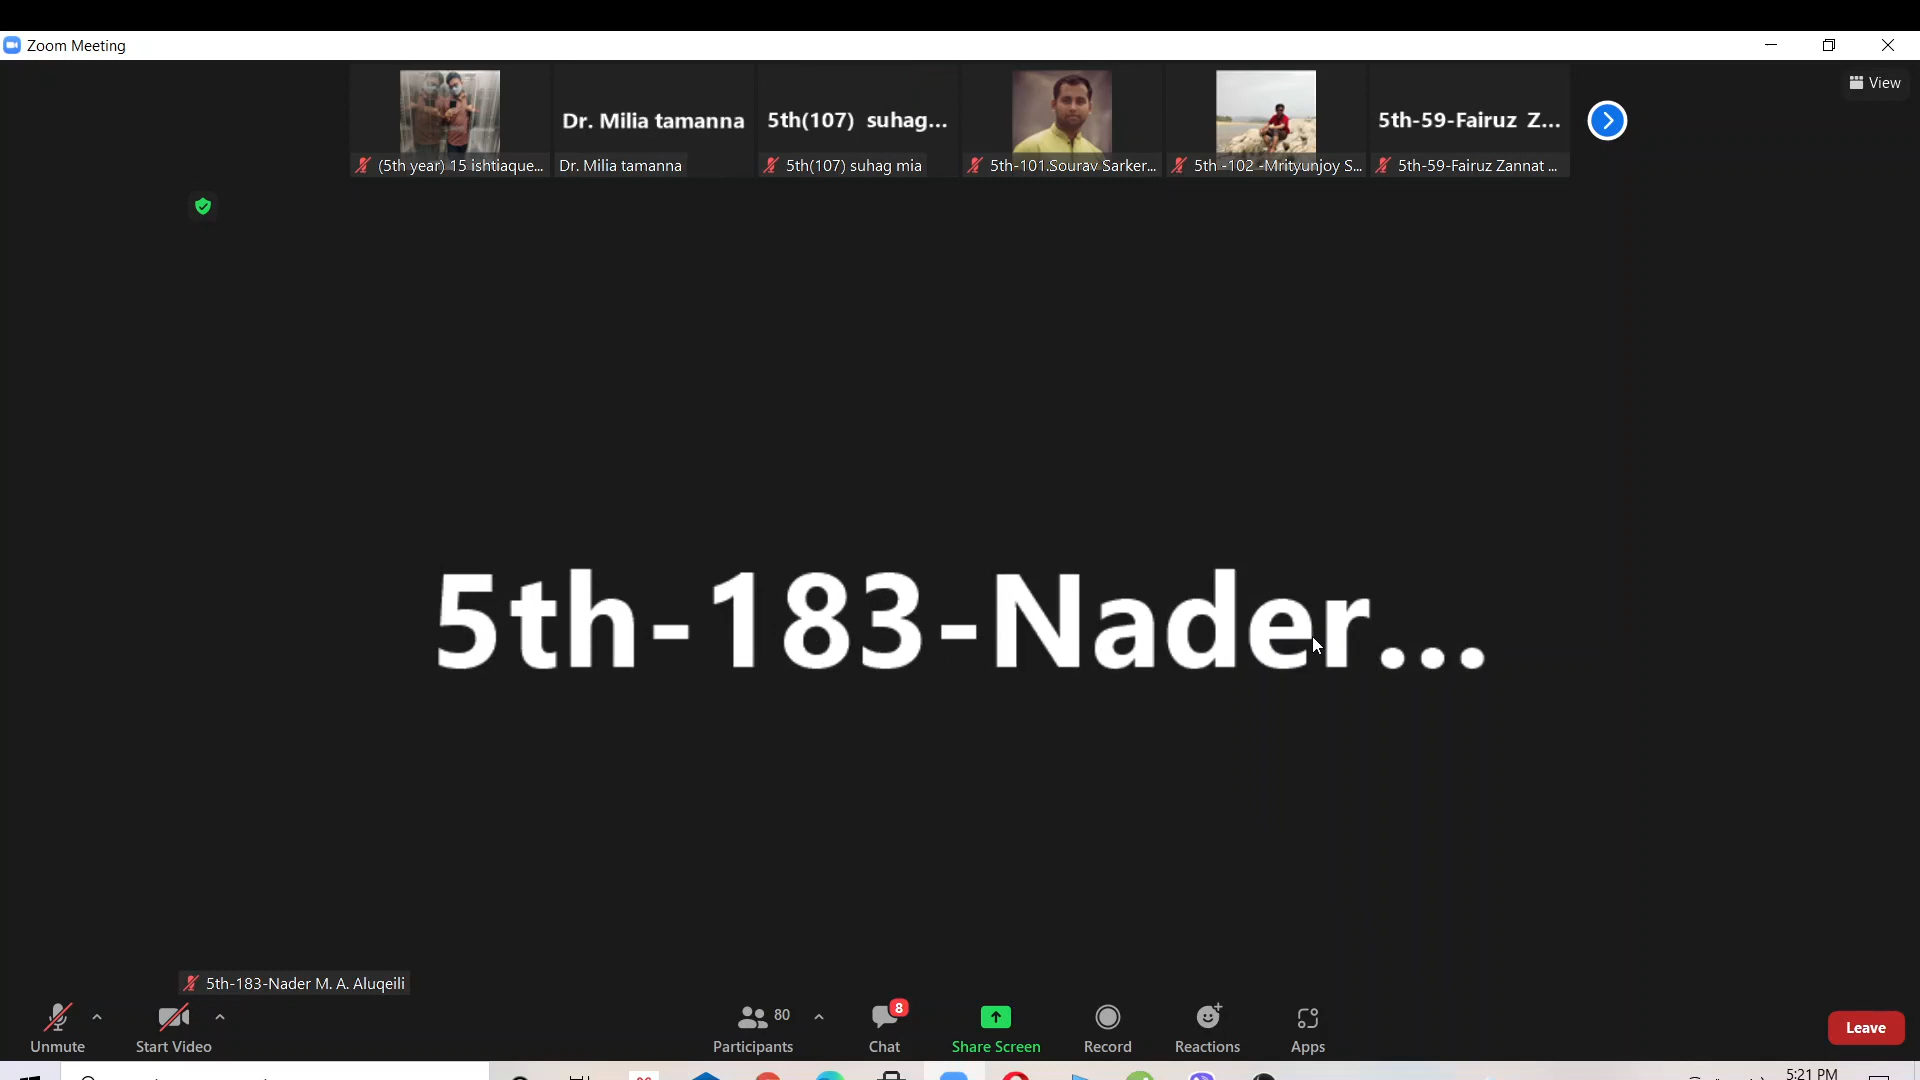 Zoom Meeting
View
Dr. Milia tamanna
5th(107) suhag...
5th-59-Fairuz Z...
(5th year) 15 ishtiaque...
Dr. Milia tamanna
5th(107) suhag mia
5th-101.Sourav Sarker...
5th -102 -Mrityunjoy S...
5th-59-Fairuz Zannat ...
5th-183-Nader...
5th-183-Nader M. A. Aluqeili
80
8
Unmute
Start Video
Participants
Chat
Share Screen
Record
Reactions
Apps
Leave
5:21 PM